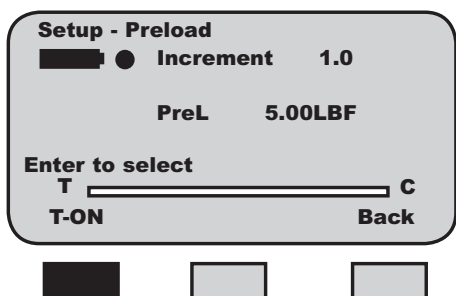 Setup - Preload
Increment 1.0
PreL 5.00LBF
Enter to select
T C
T-ON Back